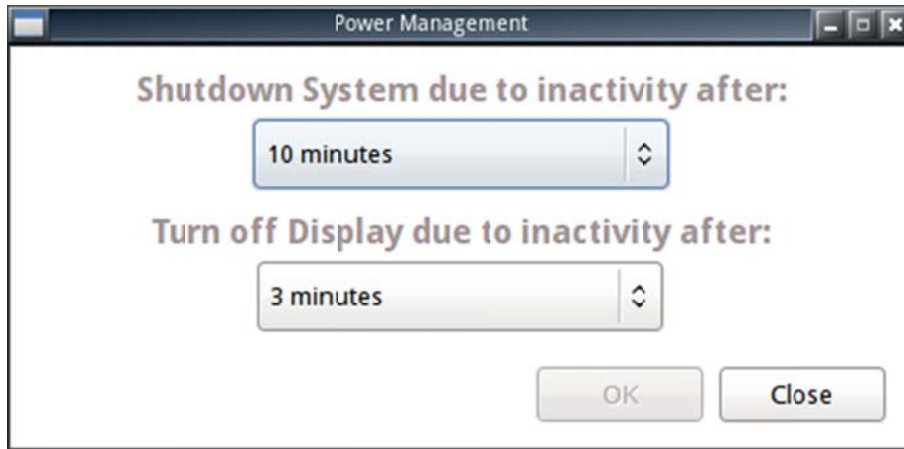 Power Management
Shutdown System due to inactivity after:
10 minutes
Turn off Display due to inactivity after:
3 minutes
OK Close